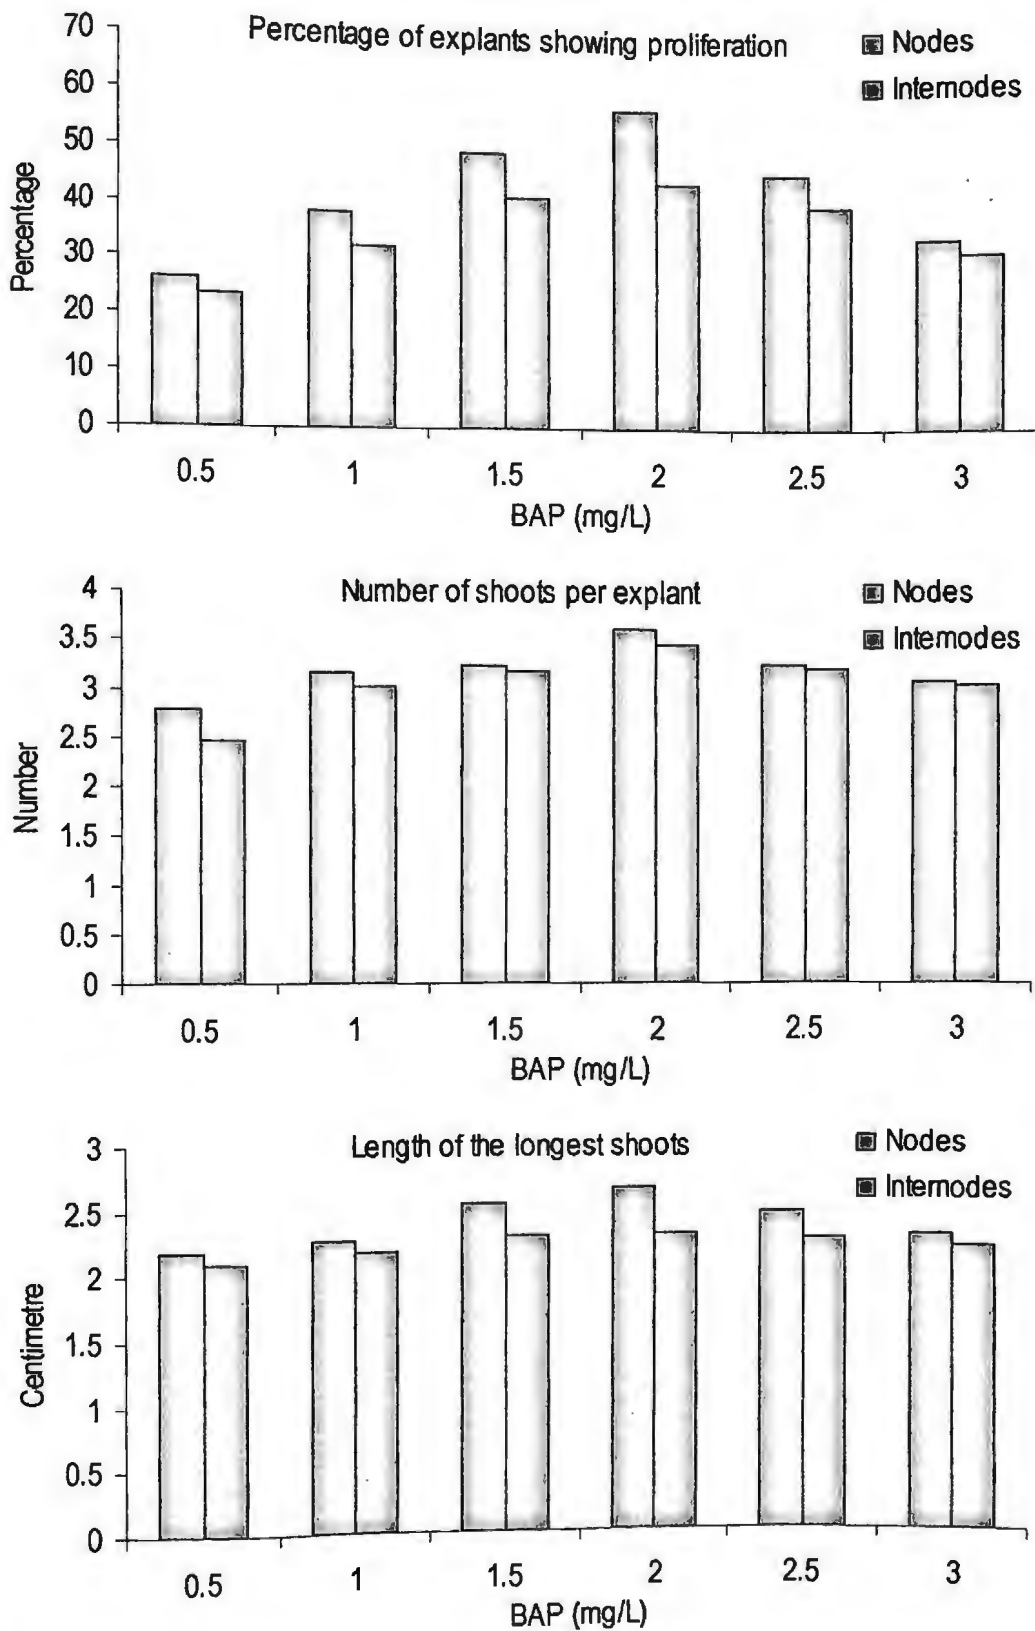 Percentage of explants showing proliferation
Nodes
Internodes
70
60
50
40
30
20
10
0
Percentage
0.5 1 1.5 2 2.5 3
BAP (mg/L)
Number of shoots per explant
Nodes
Internodes
4
3.5
3
2.5
2
1.5
1
0.5
0
Number
0.5 1 1.5 2 2.5 3
BAP (mg/L)
Length of the longest shoots
Nodes
Internodes
3
2.5
2
1.5
1
0.5
0
Centimetre
0.5 1 1.5 2 2.5 3
BAP (mg/L)